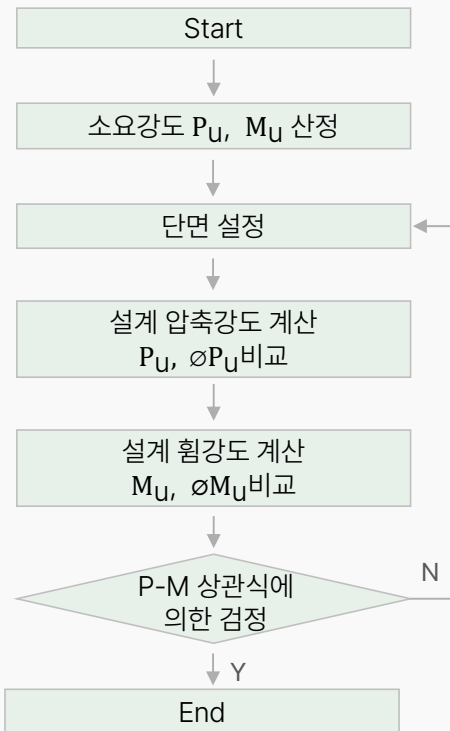 Start
소요강도 Pu, Mu 산정
단면 설정
설계 압축강도 계산
Pu, ∅Pu비교
설계 휨강도 계산
Mu, ∅Mu비교
P-M 상관식에
의한 검정
N
Y
End